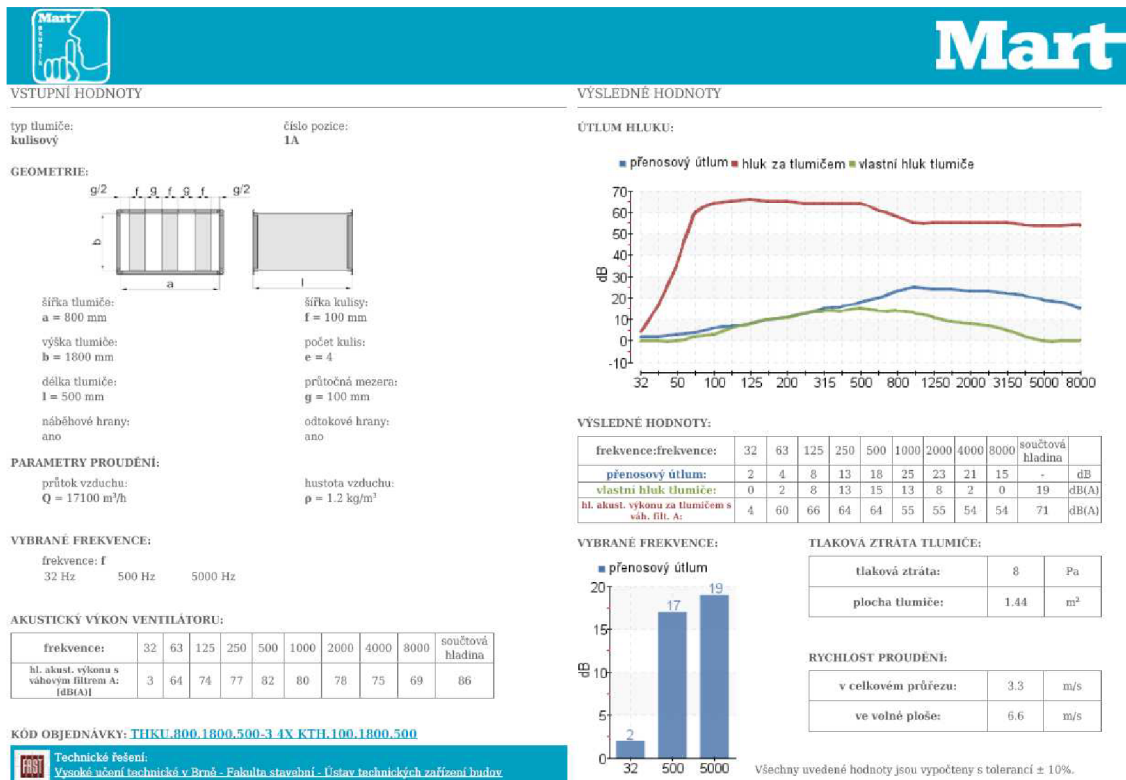 Mart
akustik
Mart
VSTUPNÍ HODNOTY
typ tlumiče:
kulisový
číslo pozice:
1A
GEOMETRIE:
g/2 f g f g f g/2
b
a
l
šířka tlumiče:
a = 800 mm
šířka kulisy:
f = 100 mm
výška tlumiče:
b = 1800 mm
počet kulis:
e = 4
délka tlumiče:
l = 500 mm
průtočná mezera:
g = 100 mm
náběhové hrany:
ano
odtokové hrany:
ano
PARAMETRY PROUDĚNÍ:
průtok vzduchu:
Q = 17100 m³/h
hustota vzduchu:
ρ = 1.2 kg/m³
VYBRANÉ FREKVENCE:
frekvence: f
32 Hz 500 Hz 5000 Hz
AKUSTICKÝ VÝKON VENTILÁTORU:
frekvence: 32 63 125 250 500 1000 2000 4000 8000 součtová hladina
hl. akust. výkonu s váhovým filtrem A: [dB(A)] 3 64 74 77 82 80 78 75 69 86
KÓD OBJEDNÁVKY: THKU.800.1800.500-3 4X KTH.100.1800.500
FAST
Technické řešení:
Vysoké učení technické v Brně - Fakulta stavební - Ústav technických zařízení budov
VÝSLEDNÉ HODNOTY
ÚTLUM HLUKU:
přenosový útlum hluk za tlumičem vlastní hluk tlumiče
dB
70
60
50
40
30
20
10
0
-10
32 50 100 125 200 315 500 800 1250 2000 3150 5000 8000
VÝSLEDNÉ HODNOTY:
frekvence:frekvence: 32 63 125 250 500 1000 2000 4000 8000 součtová hladina
přenosový útlum: 2 4 8 13 18 25 23 21 15 - dB
vlastní hluk tlumiče: 0 2 8 13 15 13 8 2 0 19 dB(A)
hl. akust. výkonu za tlumičem s váh. filt. A: 4 60 66 64 64 55 55 54 54 71 dB(A)
VYBRANÉ FREKVENCE:
přenosový útlum
dB
20
15
10
5
0
2 17 19
32 500 5000
TLAKOVÁ ZTRÁTA TLUMIČE:
tlaková ztráta: 8 Pa
plocha tlumiče: 1.44 m²
RYCHLOST PROUDĚNÍ:
v celkovém průřezu: 3.3 m/s
ve volné ploše: 6.6 m/s
Všechny uvedené hodnoty jsou vypočteny s tolerancí ± 10%.